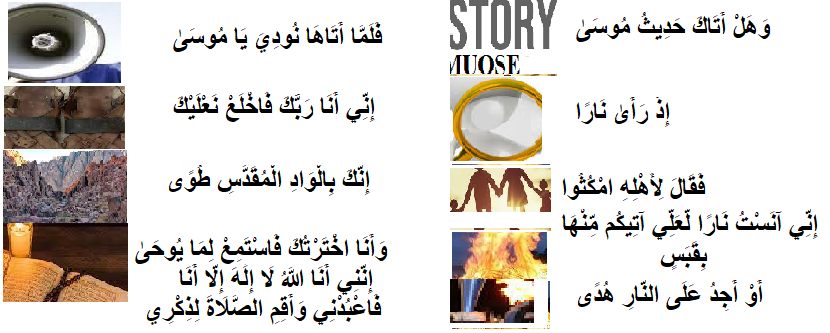 STORY
MUOSE
وَهَلْ أَتَاكَ حَدِيثُ مُوسَىٰ
إِذْ رَأَىٰ نَارًا
فَقَالَ لِأَهْلِهِ امْكُثُوا
إِنِّي آنَسْتُ نَارًا لَّعَلِّي آتِيكُم مِّنْهَا
بِقَبَسٍ
أَوْ أَجِدُ عَلَى النَّارِ هُدًى
فَلَمَّا أَتَاهَا نُودِيَ يَا مُوسَىٰ
إِنِّي أَنَا رَبُّكَ فَاخْلَعْ نَعْلَيْكَ
إِنَّكَ بِالْوَادِ الْمُقَدَّسِ طُوًى
وَأَنَا اخْتَرْتُكَ فَاسْتَمِعْ لِمَا يُوحَىٰ
إِنَّنِي أَنَا اللَّهُ لَا إِلَٰهَ إِلَّا أَنَا
فَاعْبُدْنِي وَأَقِمِ الصَّلَاةَ لِذِكْرِي